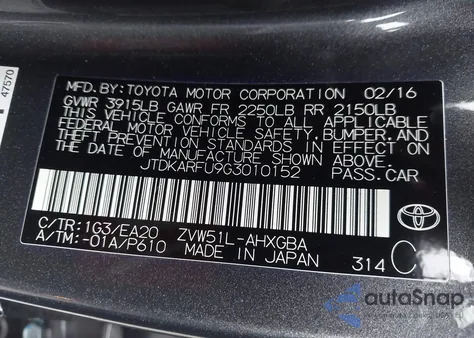 47570
MFD. BY: TOYOTA MOTOR CORPORATION 02/16
GVWR 3915LB GAWR FR 2250LB RR 2150LB
THIS VEHICLE CONFORMS TO ALL APPLICABLE
FEDERAL MOTOR VEHICLE SAFETY, BUMPER, AND
THEFT PREVENTION STANDARDS IN EFFECT ON THE
DATE OF MANUFACTURE SHOWN ABOVE.
JTDKARFU9G3010152 PASS. CAR
C/TR: 1G3/EA20 ZVW51L-AHXGBA
A/TM: -01A/P610 MADE IN JAPAN 314 C
TOYOTA
autoSnap